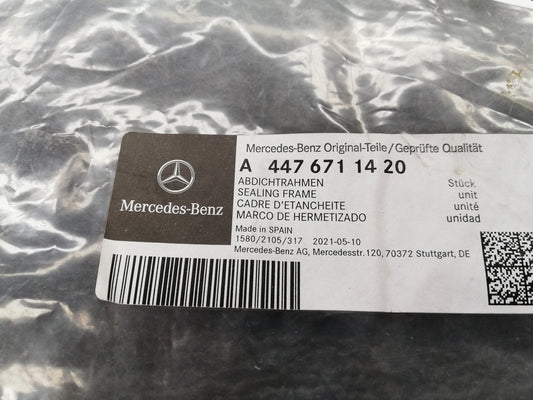 Mercedes-Benz Original-Teile/Geprüfte Qualität
A 447 671 14 20
ABDICHTRAHMEN Stück
SEALING FRAME unit
CADRE D'ETANCHEITE unité
MARCO DE HERMETIZADO unidad
Mercedes-Benz
Made in SPAIN
1580/2105/317 2021-05-10
Mercedes-Benz AG, Mercedesstr.120, 70372 Stuttgart, DE